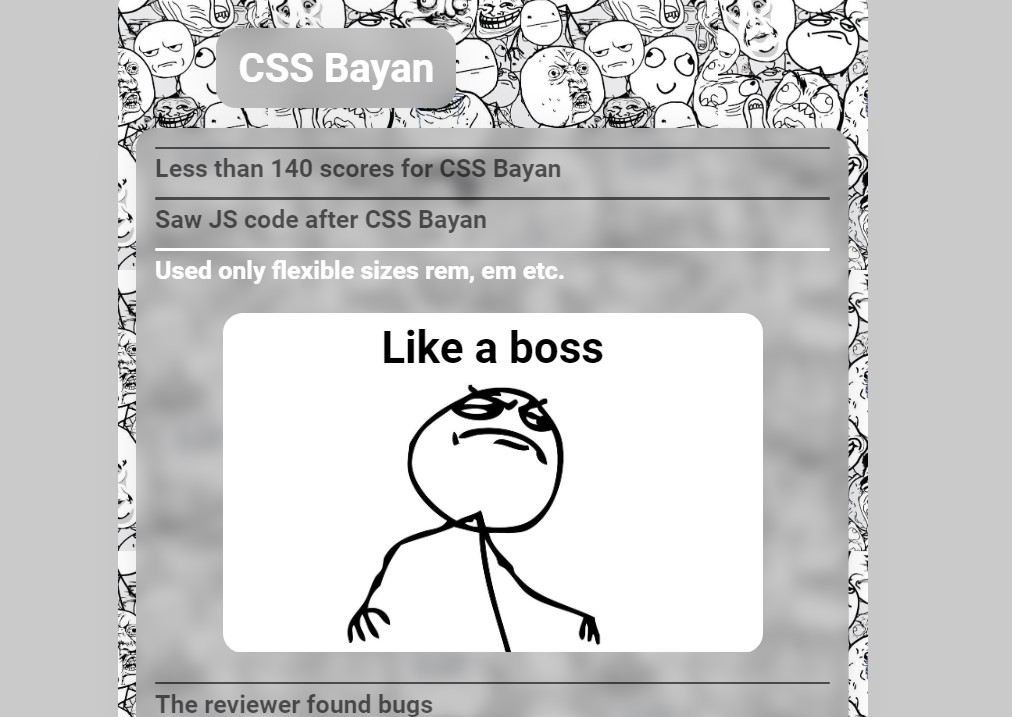 CSS Bayan
Less than 140 scores for CSS Bayan
Saw JS code after CSS Bayan
Used only flexible sizes rem, em etc.
Like a boss
The reviewer found bugs